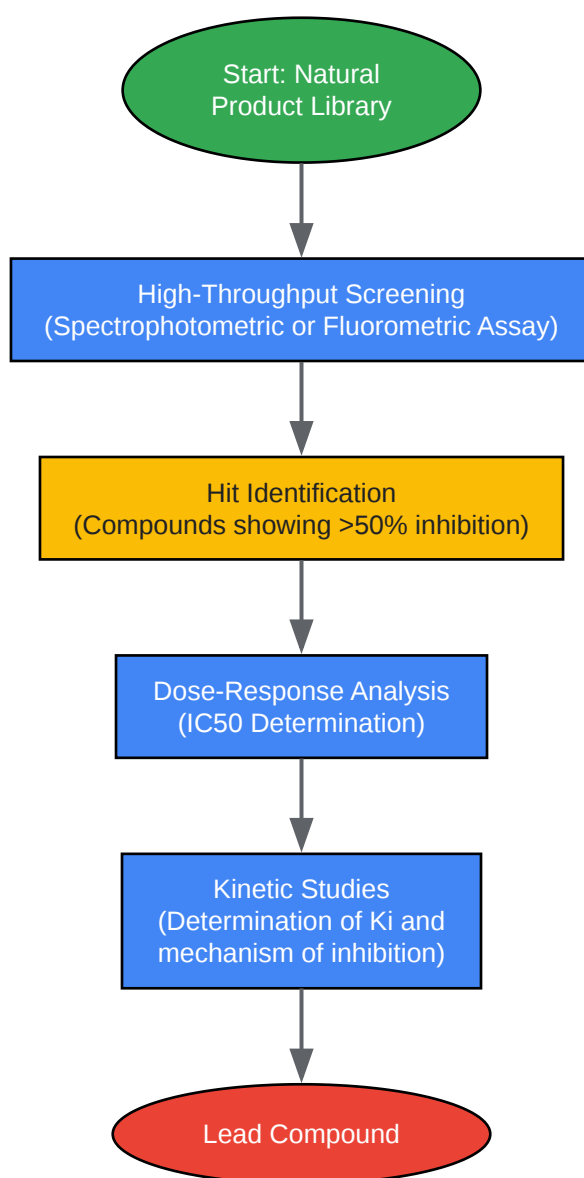 Start: Natural
Product Library
High-Throughput Screening
(Spectrophotometric or Fluorometric Assay)
Hit Identification
(Compounds showing >50% inhibition)
Dose-Response Analysis
(IC50 Determination)
Kinetic Studies
(Determination of Ki and
mechanism of inhibition)
Lead Compound